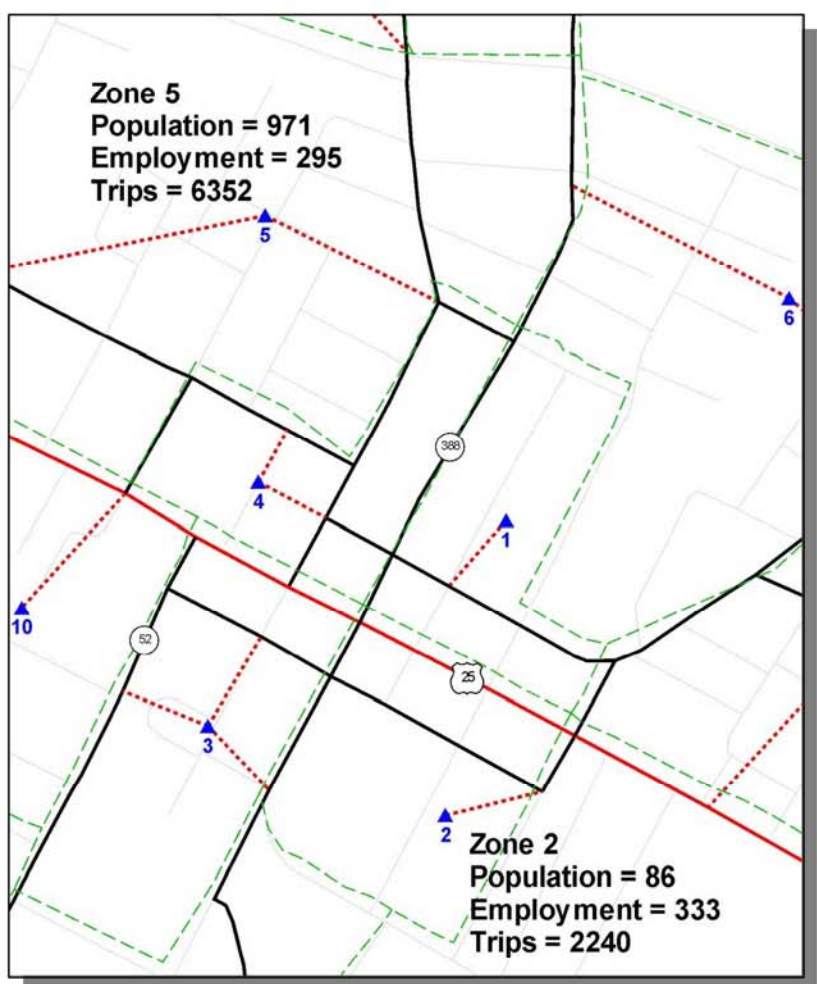 Zone 5
Population = 971
Employment = 295
Trips = 6352
5
6
388
4
1
10
52
25
3
2
Zone 2
Population = 86
Employment = 333
Trips = 2240